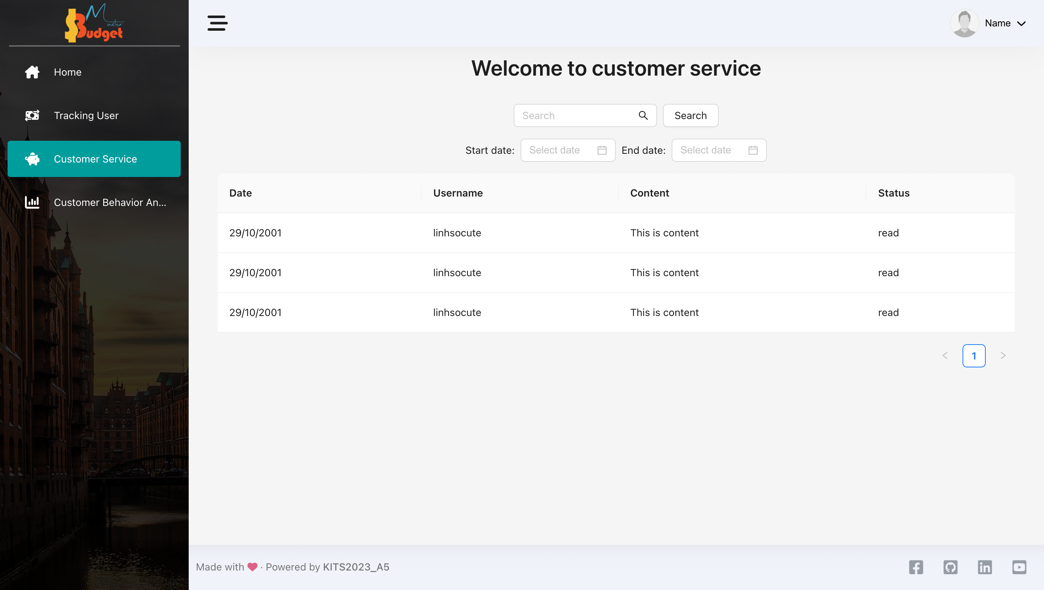 M meter
Budget
Home
Tracking User
Customer Service
Customer Behavior An...
Name
Welcome to customer service
Search Search
Start date: Select date End date: Select date
Date Username Content Status
29/10/2001 linhsocute This is content read
29/10/2001 linhsocute This is content read
29/10/2001 linhsocute This is content read
1
Made with ❤ · Powered by KITS2023_A5